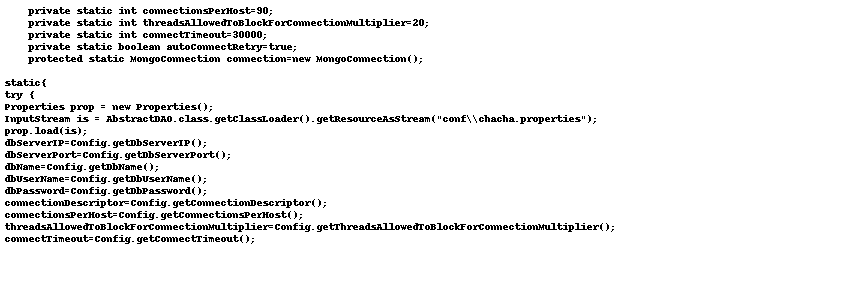 private static int connectionsPerHost=90;
private static int threadsAllowedToBlockForConnectionMultiplier=20;
private static int connectTimeout=30000;
private static boolean autoConnectRetry=true;
protected static MongoConnection connection=new MongoConnection();
static{
try {
Properties prop = new Properties();
InputStream is = AbstractDAO.class.getClassLoader().getResourceAsStream("conf\\chacha.properties");
prop.load(is);
dbServerIP=Config.getDbServerIP();
dbServerPort=Config.getDbServerPort();
dbName=Config.getDbName();
dbUserName=Config.getDbUserName();
dbPassword=Config.getDbPassword();
connectionDescriptor=Config.getConnectionDescriptor();
connectionsPerHost=Config.getConnectionsPerHost();
threadsAllowedToBlockForConnectionMultiplier=Config.getThreadsAllowedToBlockForConnectionMultiplier();
connectTimeout=Config.getConnectTimeout();